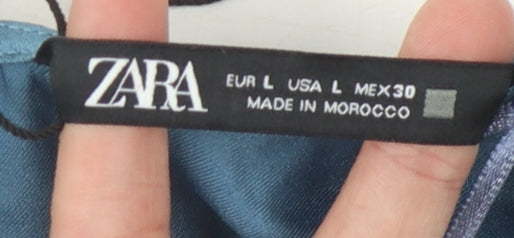 ZARA
EUR L USA L MEX 30
MADE IN MOROCCO